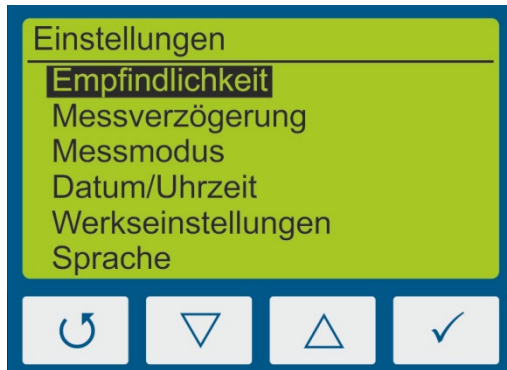 Einstellungen
Empfindlichkeit
Messverzögerung
Messmodus
Datum/Uhrzeit
Werkseinstellungen
Sprache